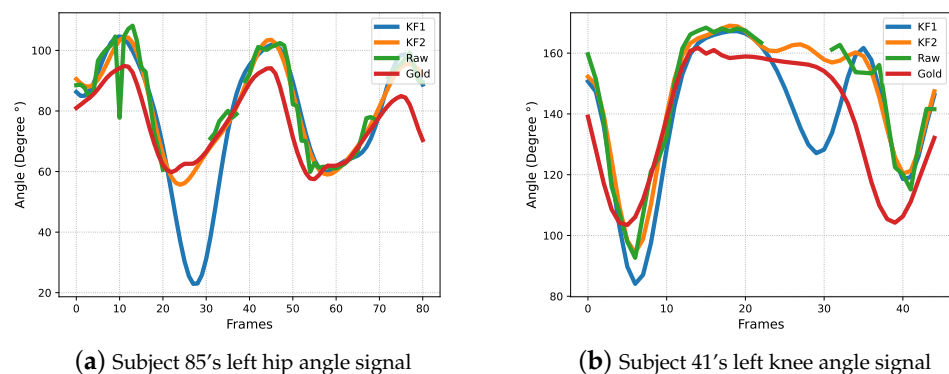 KF1
KF2
Raw
Gold
100
80
60
40
20
Angle (Degree °)
0 10 20 30 40 50 60 70 80
Frames
(a) Subject 85's left hip angle signal
KF1
KF2
Raw
Gold
160
140
120
100
80
Angle (Degree °)
0 10 20 30 40
Frames
(b) Subject 41's left knee angle signal